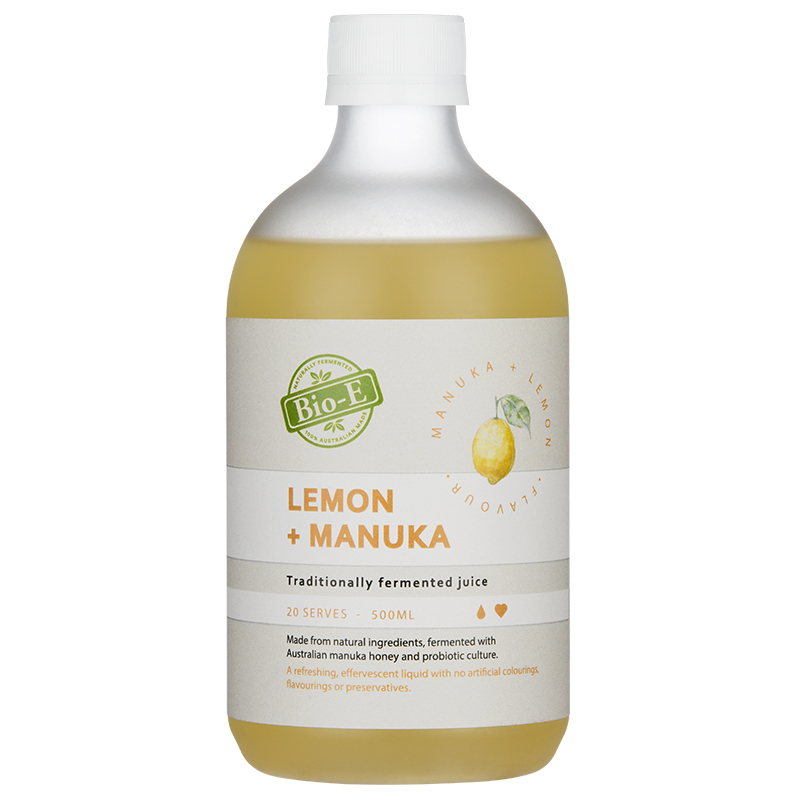 NATURALLY FERMENTED
Bio-E
100% AUSTRALIAN MADE
MANUKA + LEMON
• FLAVOUR •
LEMON
+ MANUKA
Traditionally fermented juice
20 SERVES - 500ML
Made from natural ingredients, fermented with
Australian manuka honey and probiotic culture.
A refreshing, effervescent liquid with no artificial colourings,
flavourings or preservatives.